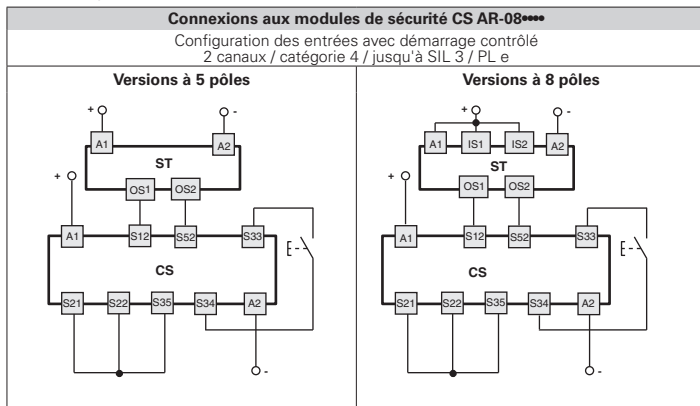 Connexions aux modules de sécurité CS AR-08••••
Configuration des entrées avec démarrage contrôlé
2 canaux / catégorie 4 / jusqu'à SIL 3 / PL e
Versions à 5 pôles
+ -
A1 A2
ST
+ OS1 OS2
A1 S12 S52 S33
CS
S21 S22 S35 S34 A2
-
Versions à 8 pôles
+ -
A1 IS1 IS2 A2
ST
+ OS1 OS2
A1 S12 S52 S33
CS
S21 S22 S35 S34 A2
-